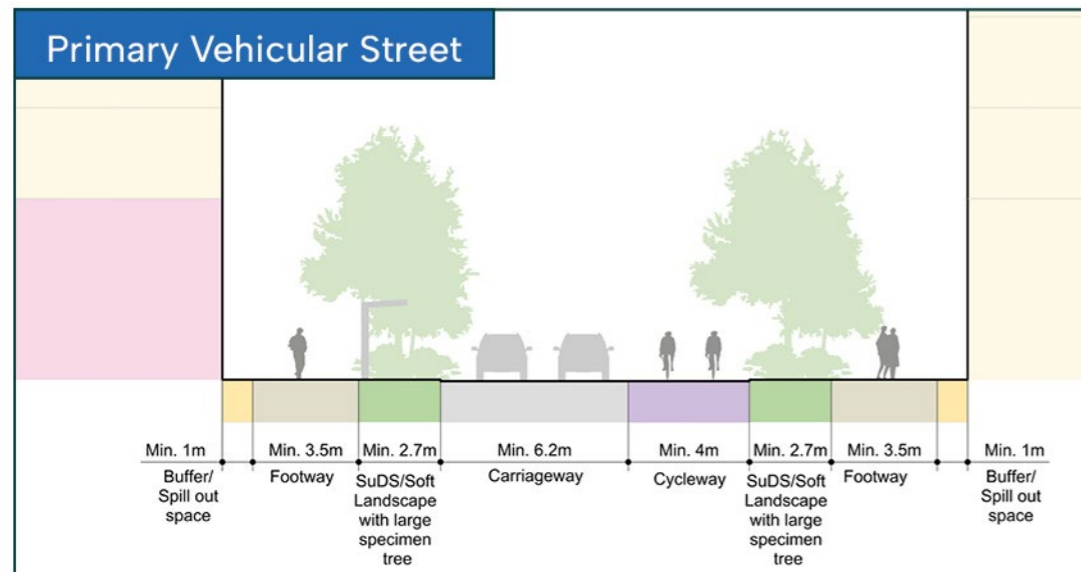 Primary Vehicular Street
Min. 1m
Min. 3.5m
Min. 2.7m
Min. 6.2m
Min. 4m
Min. 2.7m
Min. 3.5m
Min. 1m
Buffer/
Spill out
space
Footway
SuDS/Soft
Landscape
with large
specimen
tree
Carriageway
Cycleway
SuDS/Soft
Landscape
with large
specimen
tree
Footway
Buffer/
Spill out
space